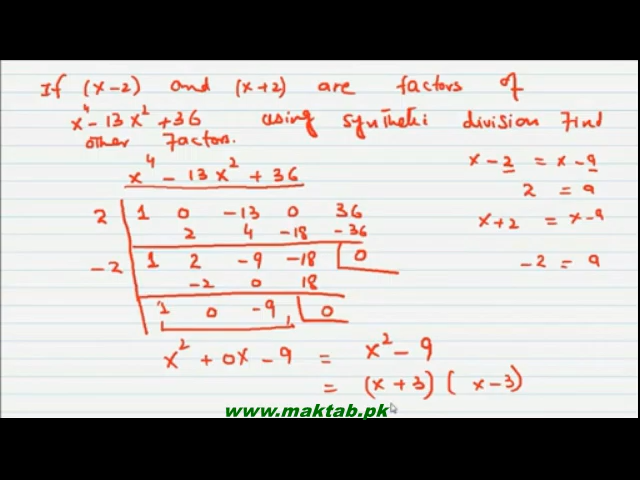 If (x-2) and (x+2) are factors of
x⁴-13x²+36 using synthetic division Find
other Factors.
x⁴ - 13x² + 36
2 | 1 0 -13 0 36
2 4 -18 -36
-2 | 1 2 -9 -18 | 0
-2 0 18
1 0 -9 | 0
x² + 0x - 9 = x² - 9
= (x + 3) ( x - 3)
x - 2 = x - a
2 = a
x + 2 = x - a
-2 = a
www.maktab.pk